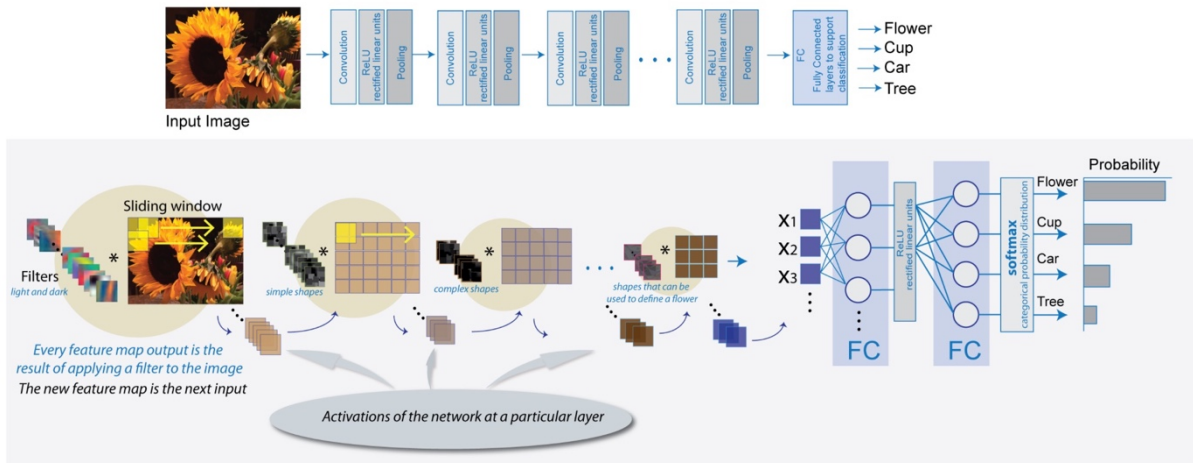 Input Image
Convolution
ReLU
rectified linear units
Pooling
Convolution
ReLU
rectified linear units
Pooling
Convolution
ReLU
rectified linear units
Pooling
• • •
Convolution
ReLU
rectified linear units
Pooling
FC
Fully Connected
layers to support
classification
Flower
Cup
Car
Tree
Sliding window
Filters
light and dark
*
simple shapes
*
complex shapes
*
• • •
shapes that can be
used to define a flower
*
Every feature map output is the
result of applying a filter to the image
The new feature map is the next input
Activations of the network at a particular layer
X1
X2
X3
FC
ReLU
rectified linear units
FC
softmax
categorical probability distribution
Probability
Flower
Cup
Car
Tree